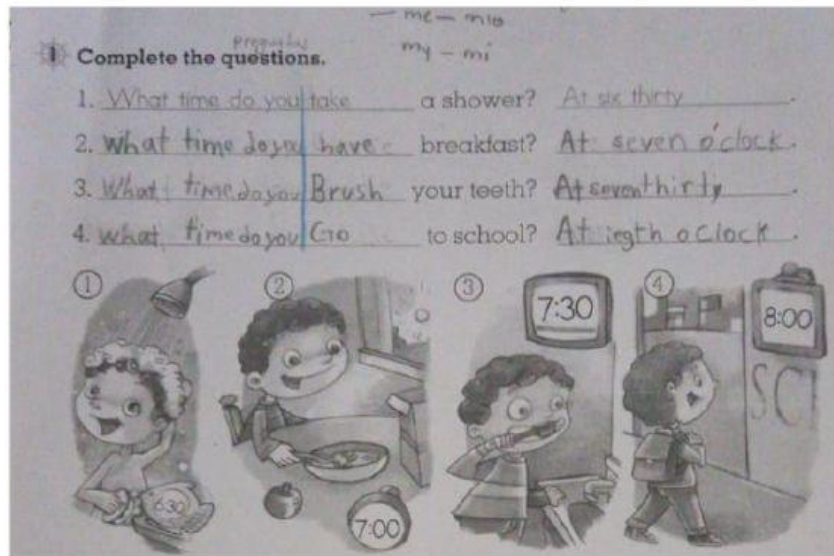 — me — mio
preguntas
my — mi
1 Complete the questions.
1. What time do you take a shower? At six thirty.
2. What time do you have breakfast? At seven o'clock.
3. What time do you Brush your teeth? At seven thirty.
4. What time do you Go to school? At iegth o clock.
1 2 3 4
7:30
8:00
SC
6:30
7:00